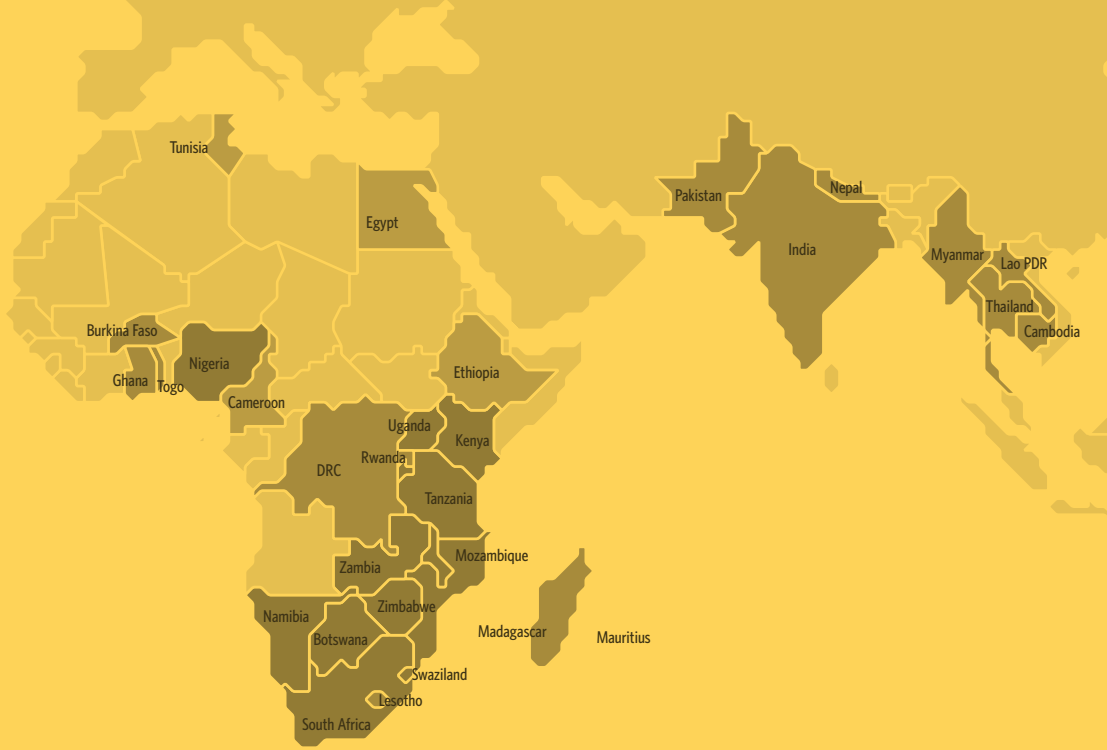 Tunisia
Egypt
Pakistan
Nepal
India
Myanmar
Lao PDR
Thailand
Cambodia
Burkina Faso
Nigeria
Ghana
Togo
Cameroon
Ethiopia
Uganda
Kenya
Rwanda
DRC
Tanzania
Mozambique
Zambia
Zimbabwe
Namibia
Botswana
Madagascar
Mauritius
Swaziland
Lesotho
South Africa